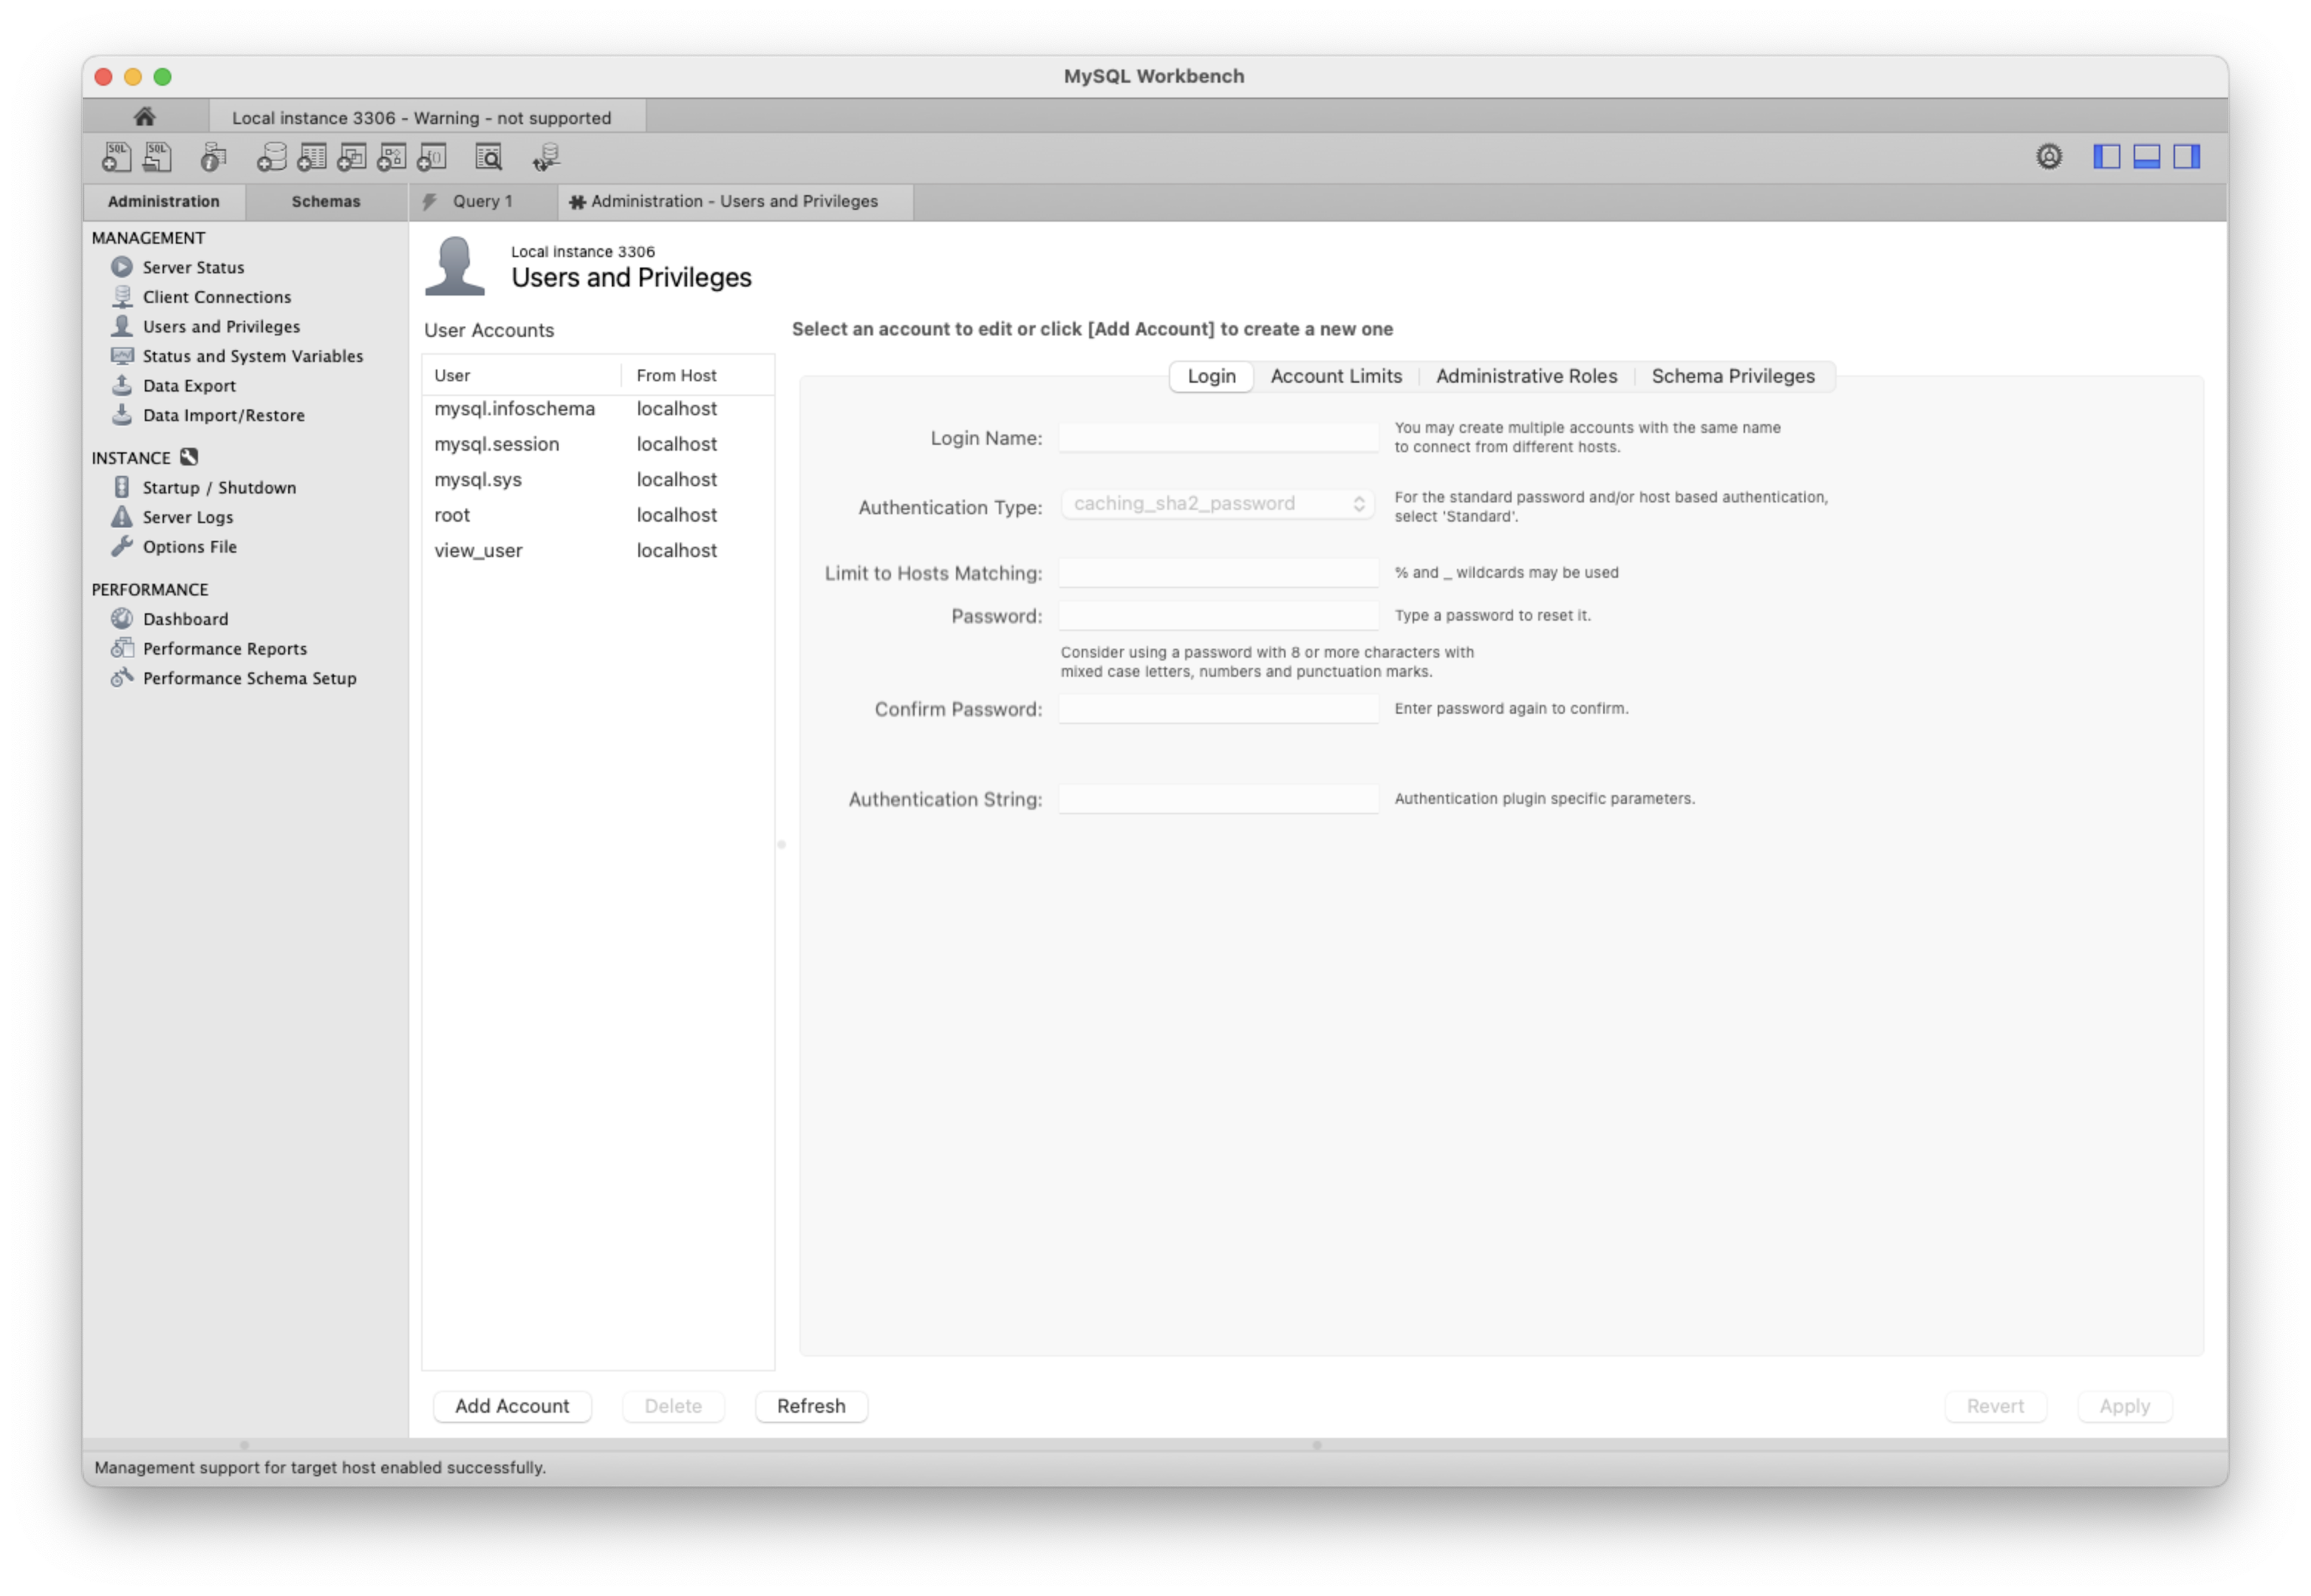 MySQL Workbench
Local instance 3306 - Warning - not supported
SQL SQL
Administration Schemas Query 1 Administration - Users and Privileges
MANAGEMENT
Server Status
Client Connections
Users and Privileges
Status and System Variables
Data Export
Data Import/Restore
INSTANCE
Startup / Shutdown
Server Logs
Options File
PERFORMANCE
Dashboard
Performance Reports
Performance Schema Setup
Local instance 3306
Users and Privileges
User Accounts
User From Host
mysql.infoschema localhost
mysql.session localhost
mysql.sys localhost
root localhost
view_user localhost
Add Account Delete Refresh
Select an account to edit or click [Add Account] to create a new one
Login Account Limits Administrative Roles Schema Privileges
Login Name:
You may create multiple accounts with the same name
to connect from different hosts.
Authentication Type: caching_sha2_password
For the standard password and/or host based authentication,
select 'Standard'.
Limit to Hosts Matching: % and _ wildcards may be used
Password: Type a password to reset it.
Consider using a password with 8 or more characters with
mixed case letters, numbers and punctuation marks.
Confirm Password: Enter password again to confirm.
Authentication String: Authentication plugin specific parameters.
Revert Apply
Management support for target host enabled successfully.